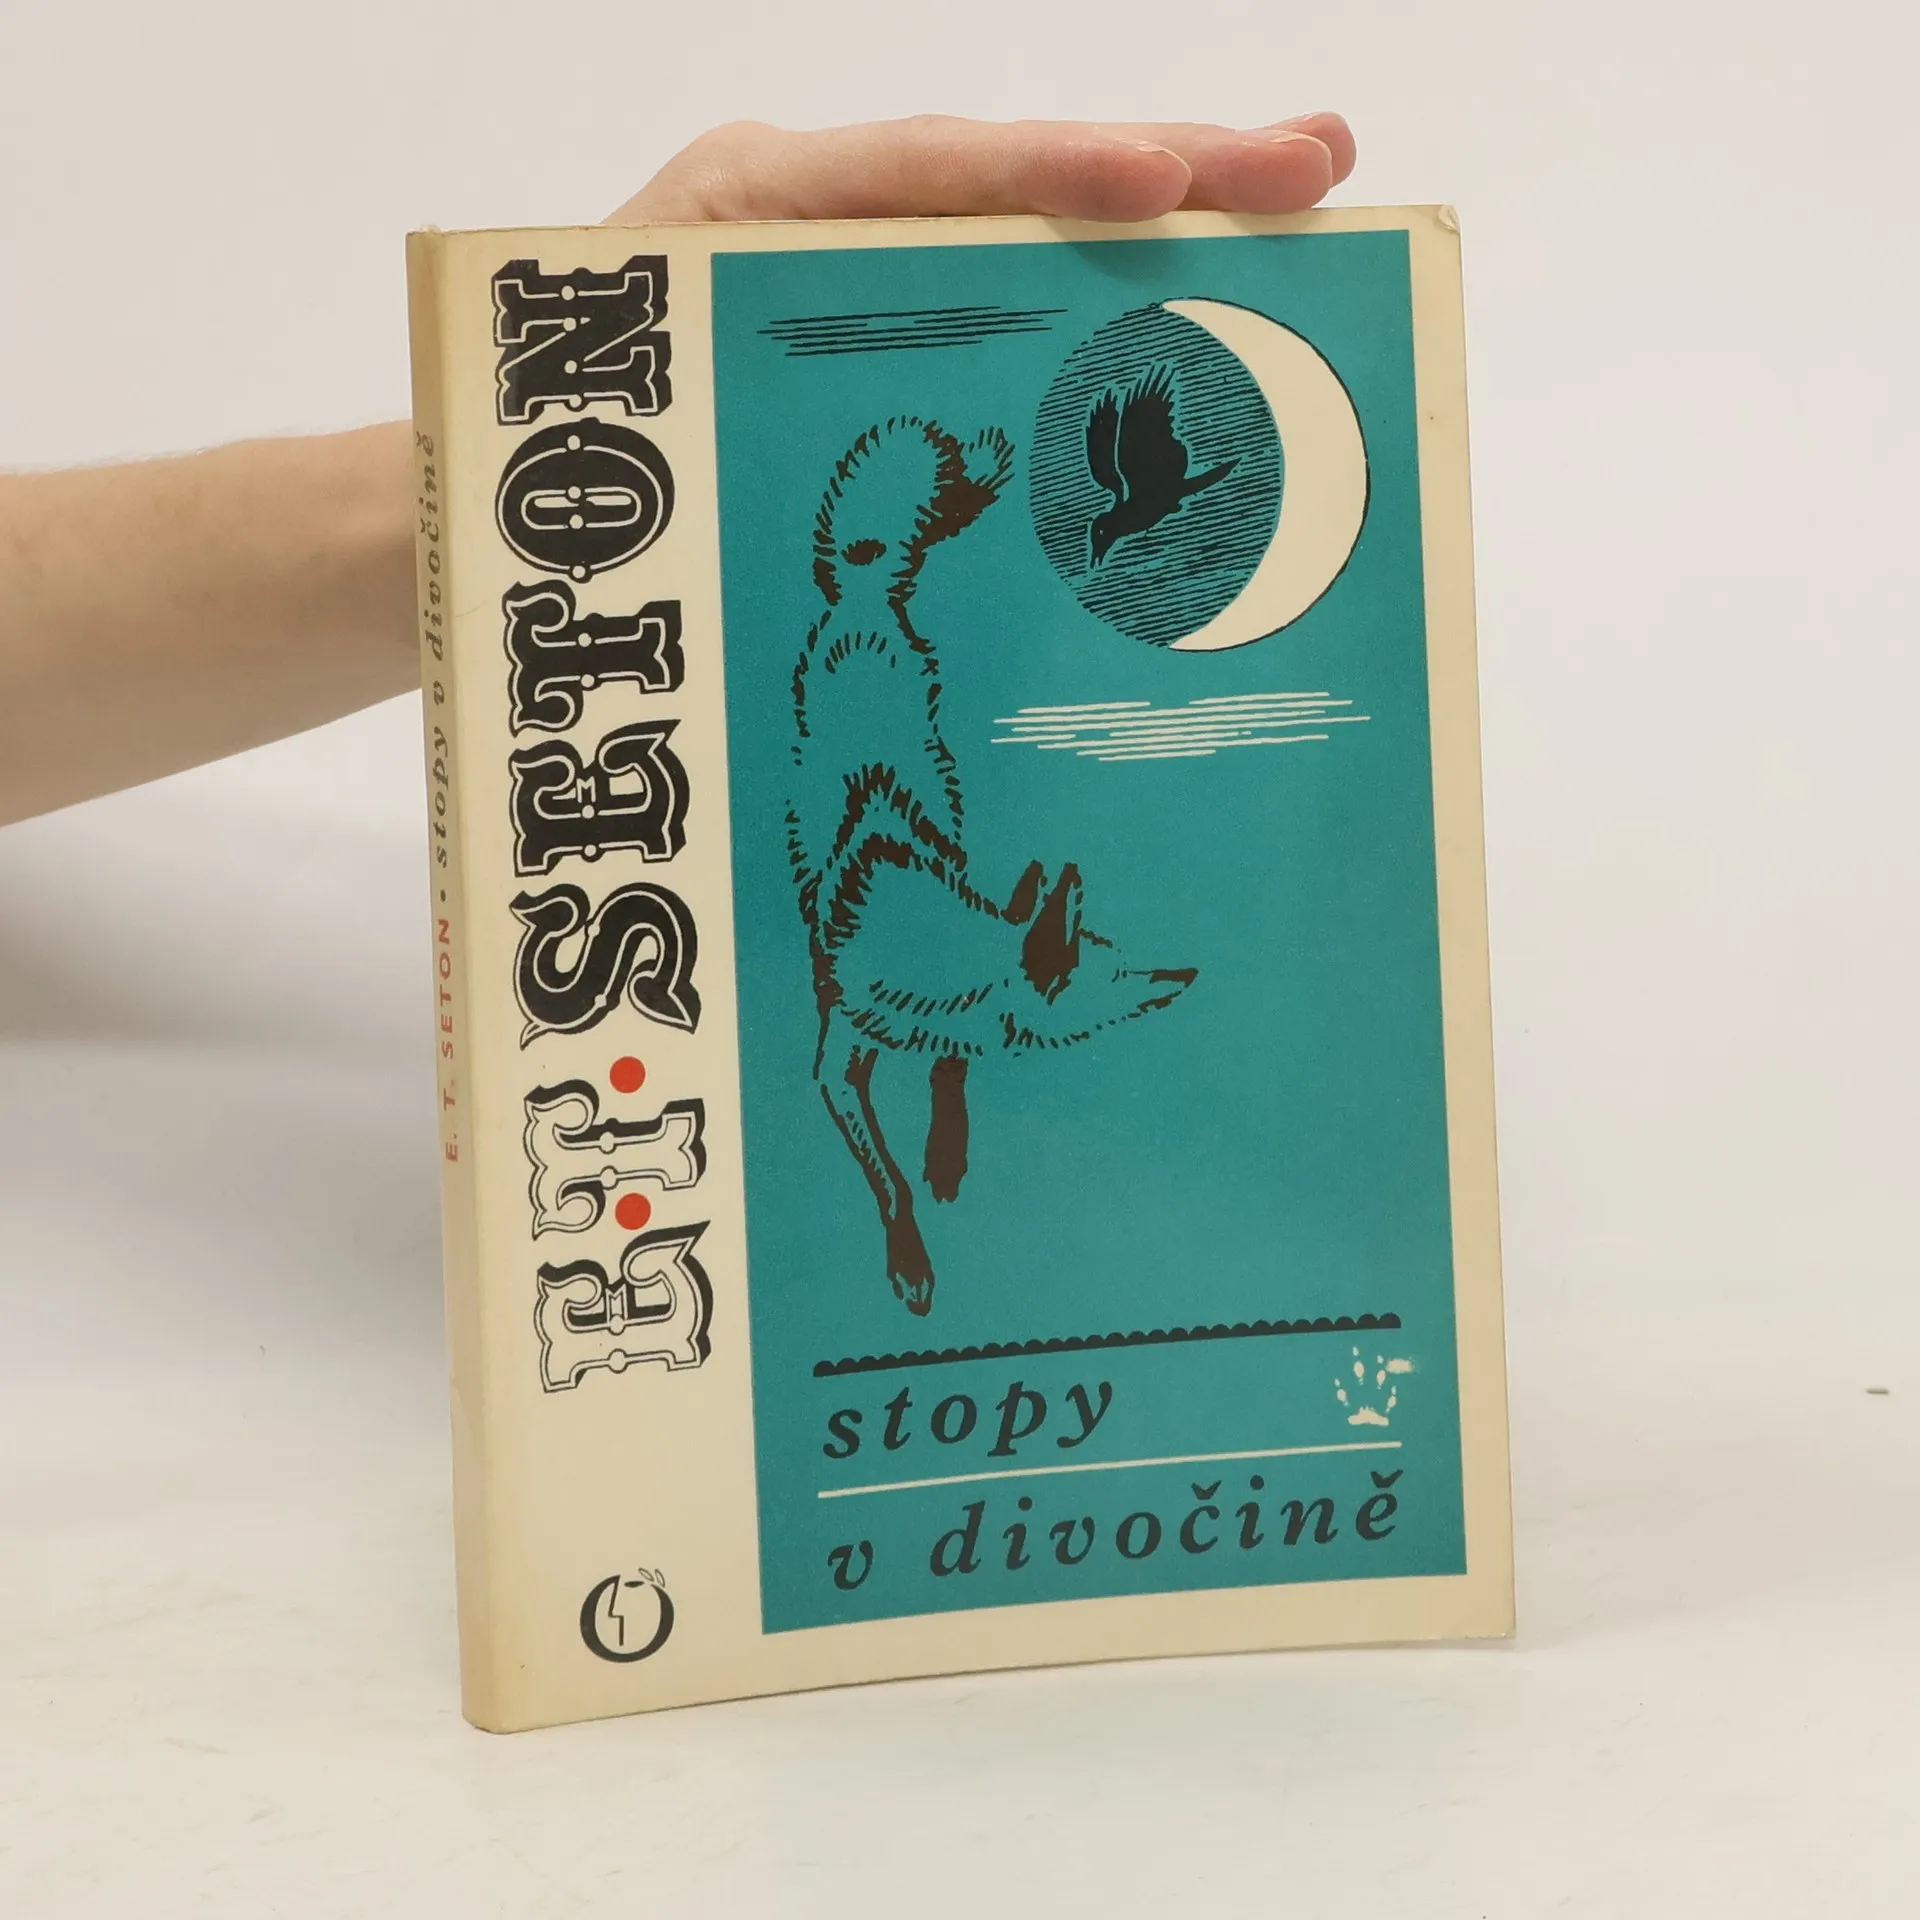 E. T. SETON • stopy v divočině
E.T. SETON
stopy
v divočině